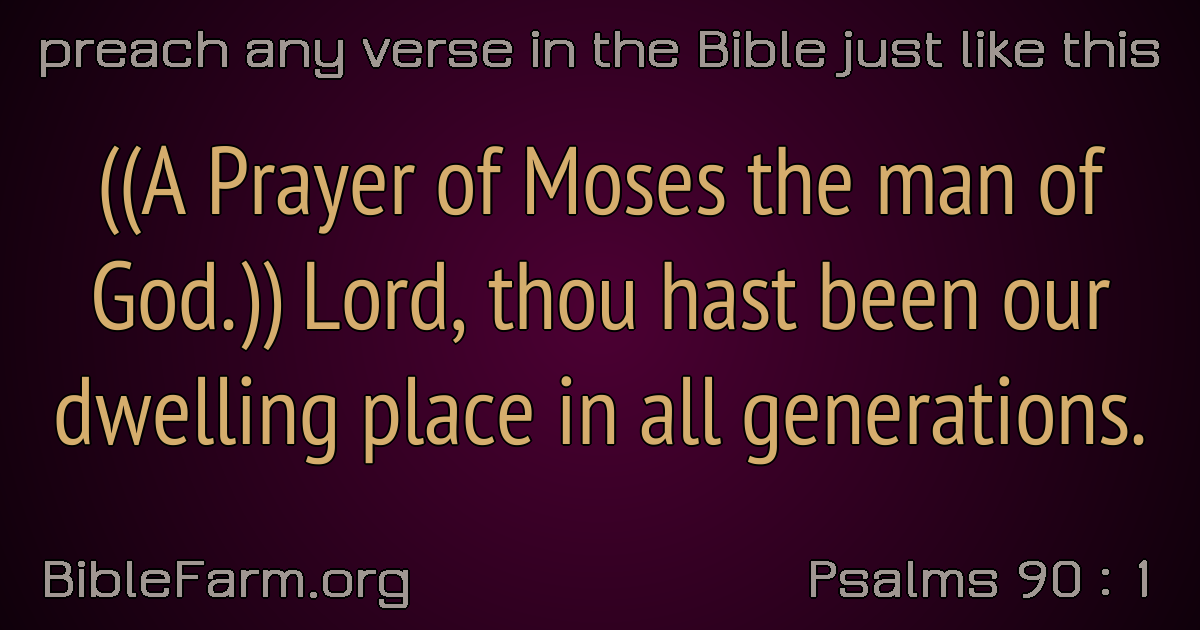 preach any verse in the Bible just like this
((A Prayer of Moses the man of
God.)) Lord, thou hast been our
dwelling place in all generations.
BibleFarm.org
Psalms 90 : 1